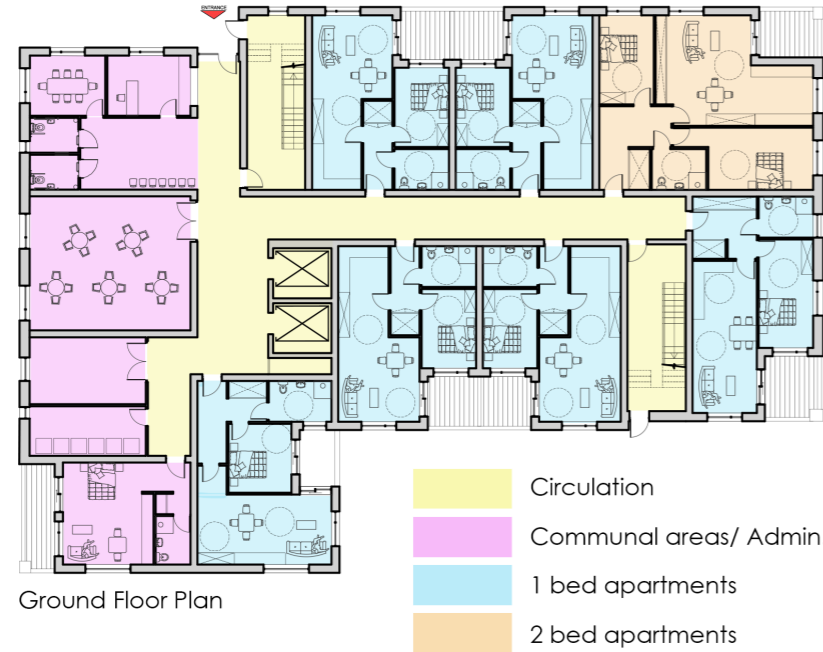 ENTRANCE
Circulation
Communal areas/ Admin
1 bed apartments
2 bed apartments
Ground Floor Plan